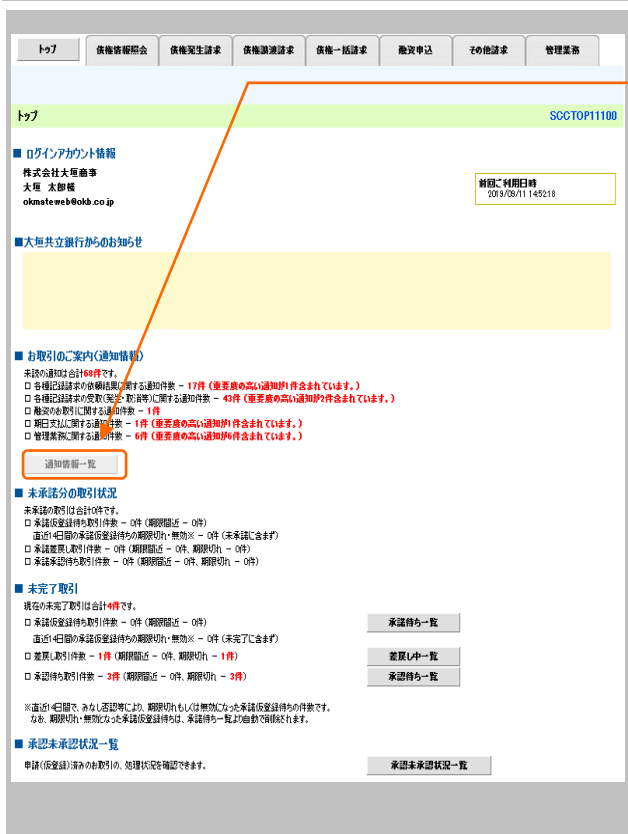 トップ 債権情報照会 債権発生請求 債権譲渡請求 債権一括請求 融資申込 その他請求 管理業務
トップ SCCTOP11100
■ ログインアカウント情報
株式会社大垣商事
大垣 太郎様
okmateweb@okb.co.jp
前回ご利用日時
2019/09/11 14:52:18
■大垣共立銀行からのお知らせ
■ お取引のご案内(通知情報)
未読の通知は合計68件です。
□ 各種記録請求の依頼結果に関する通知件数 － 17件 (重要度の高い通知が1件含まれています。)
□ 各種記録請求の受取(発生・取消等)に関する通知件数 － 43件 (重要度の高い通知が2件含まれています。)
□ 融資のお取引に関する通知件数 － 1件
□ 期日支払に関する通知件数 － 1件 (重要度の高い通知が1件含まれています。)
□ 管理業務に関する通知件数 － 6件 (重要度の高い通知が6件含まれています。)
通知情報一覧
■ 未承諾分の取引状況
未承諾の取引は合計0件です。
□ 承諾仮登録待ち取引件数 － 0件 (期限間近 － 0件)
直近14日間の承諾仮登録待ちの期限切れ・無効※ － 0件 (未承諾に含まず)
□ 承諾差戻し取引件数 － 0件 (期限間近 － 0件、期限切れ － 0件)
□ 承諾承認待ち取引件数 － 0件 (期限間近 － 0件、期限切れ － 0件)
■ 未完了取引
現在の未完了取引は合計4件です。
□ 承諾仮登録待ち取引件数 － 0件 (期限間近 － 0件) 承諾待ち一覧
直近14日間の承諾仮登録待ちの期限切れ・無効※ － 0件 (未完了に含まず)
□ 差戻し取引件数 － 1件 (期限間近 － 0件、期限切れ － 1件) 差戻し中一覧
□ 承認待ち取引件数 － 3件 (期限間近 － 0件、期限切れ － 3件) 承認待ち一覧
※直近14日間で、みなし否認等により、期限切れもしくは無効になった承諾仮登録待ちの件数です。
なお、期限切れ・無効になった承諾仮登録待ちは、承諾待ち一覧より自動で削除されます。
■ 承認未承認状況一覧
申請(仮登録)済みのお取引の、処理状況を確認できます。 承認未承認状況一覧